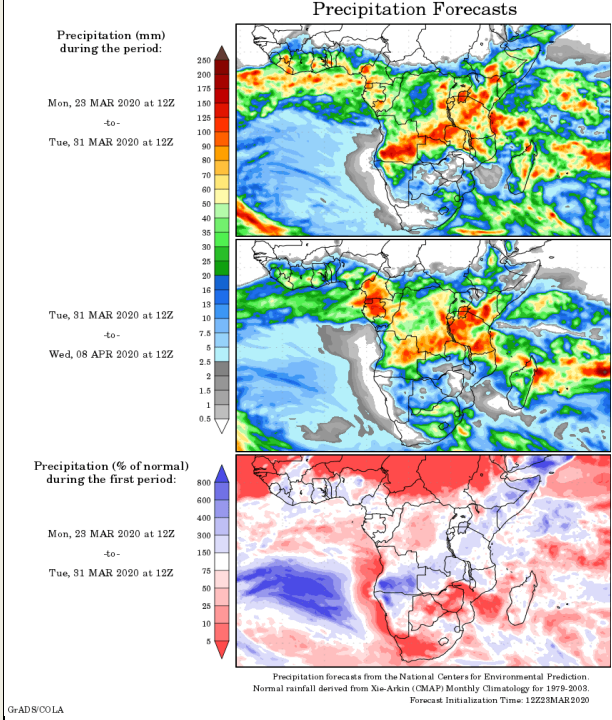 Precipitation Forecasts
Precipitation (mm)
during the period:
Mon, 23 MAR 2020 at 12Z
-to-
Tue, 31 MAR 2020 at 12Z
250
200
175
150
125
100
90
80
70
60
50
40
35
30
25
20
16
13
10
7.5
5
2.5
2
1.5
1
0.5
Tue, 31 MAR 2020 at 12Z
-to-
Wed, 08 APR 2020 at 12Z
Precipitation (% of normal)
during the first period:
Mon, 23 MAR 2020 at 12Z
-to-
Tue, 31 MAR 2020 at 12Z
800
600
400
300
150
75
50
25
10
5
Precipitation forecasts from the National Centers for Environmental Prediction.
Normal rainfall derived from Xie-Arkin (CMAP) Monthly Climatology for 1979-2003.
Forecast Initialization Time: 12Z23MAR2020
GrADS/COLA